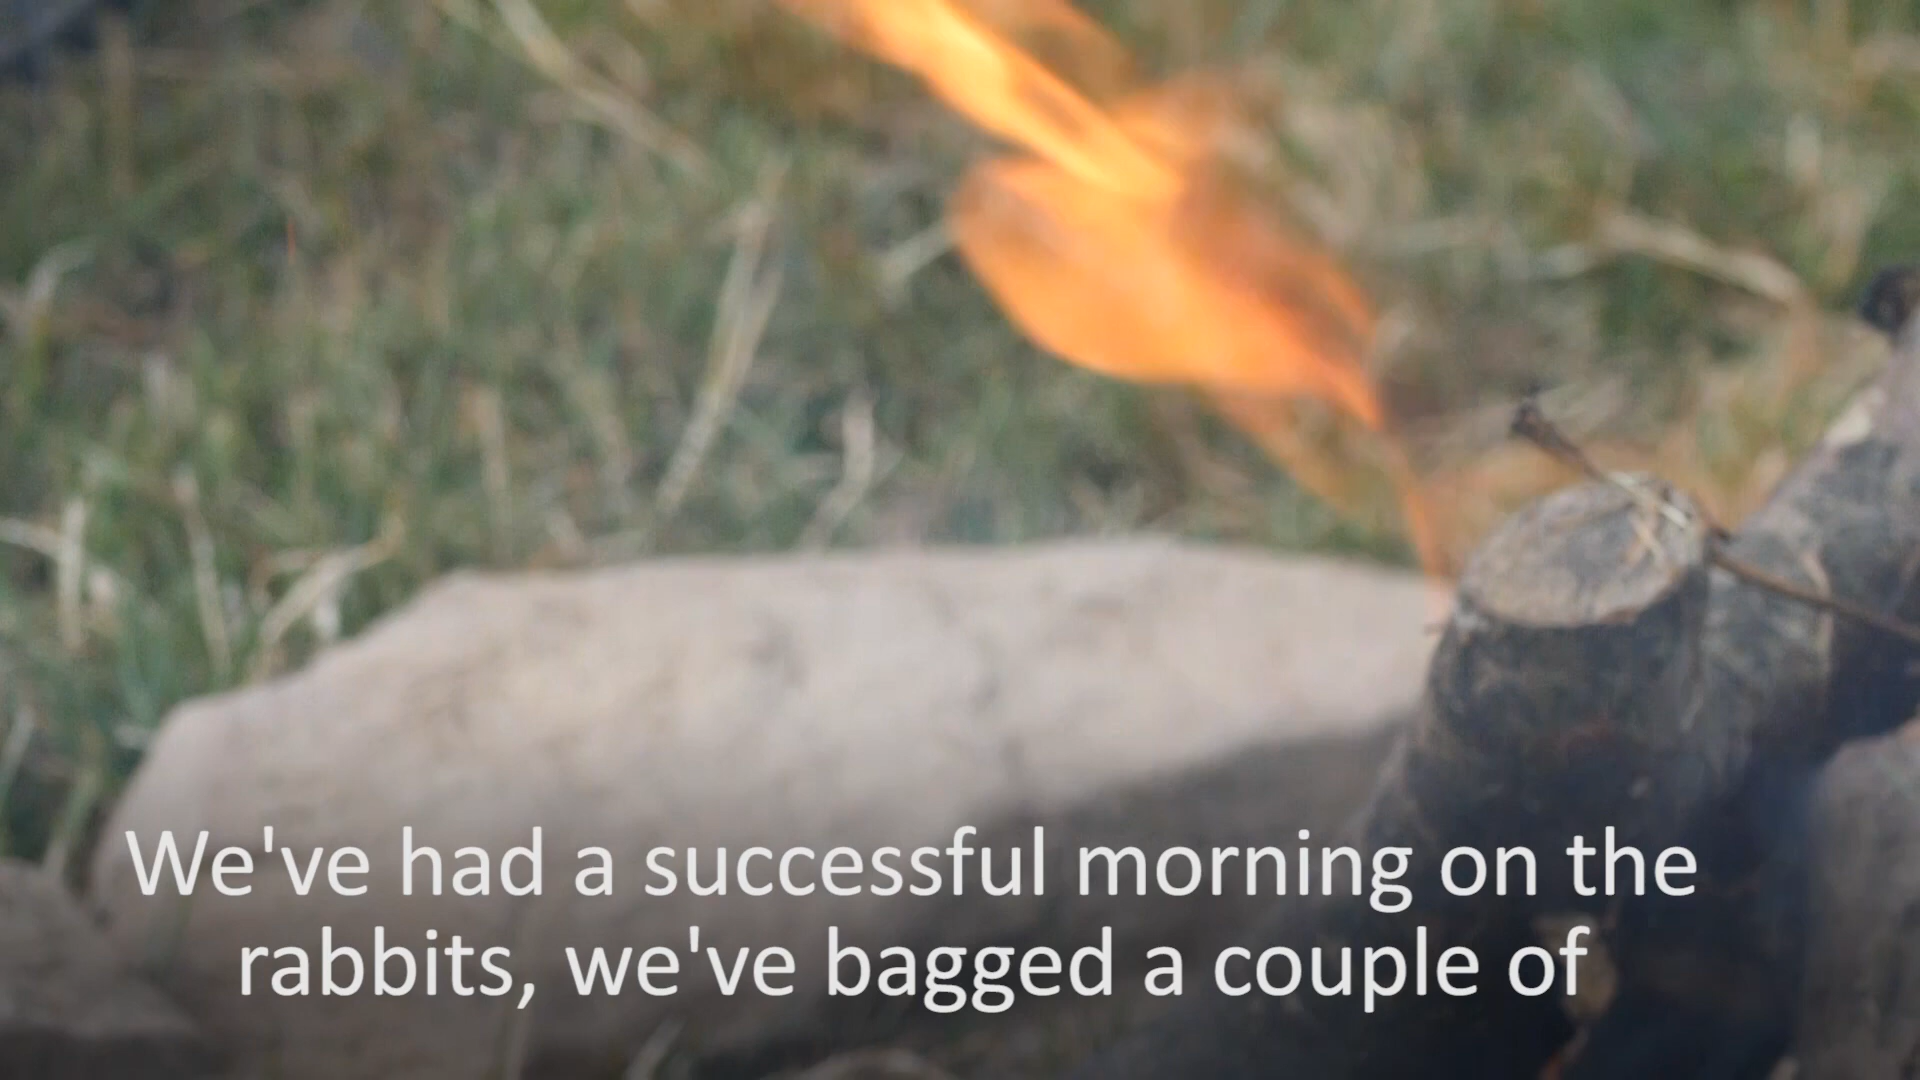 We've had a successful morning on the
rabbits, we've bagged a couple of